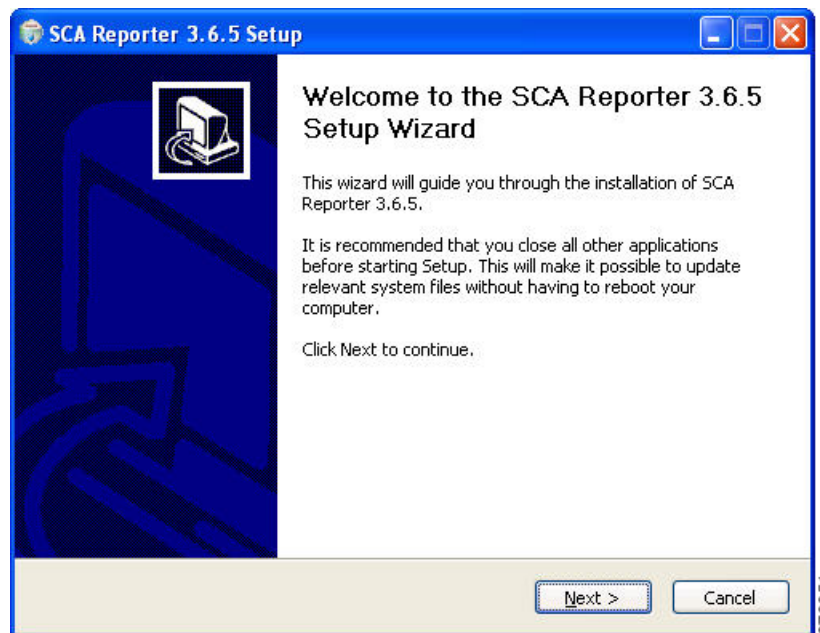 SCA Reporter 3.6.5 Setup
Welcome to the SCA Reporter 3.6.5
Setup Wizard
This wizard will guide you through the installation of SCA
Reporter 3.6.5.
It is recommended that you close all other applications
before starting Setup. This will make it possible to update
relevant system files without having to reboot your
computer.
Click Next to continue.
Next >
Cancel